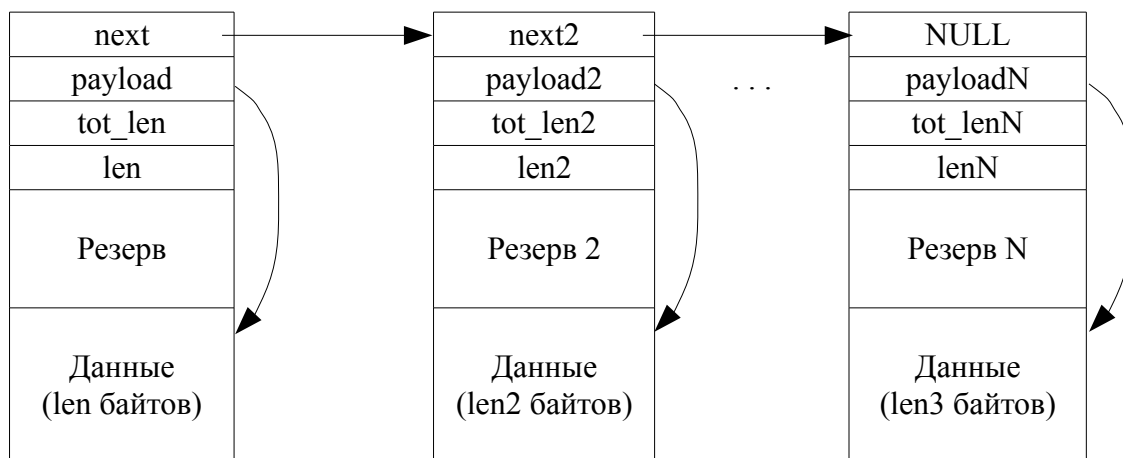 next
payload
tot_len
len
Резерв
Данные
(len байтов)
next2
payload2
tot_len2
len2
Резерв 2
Данные
(len2 байтов)
. . .
NULL
payloadN
tot_lenN
lenN
Резерв N
Данные
(len3 байтов)